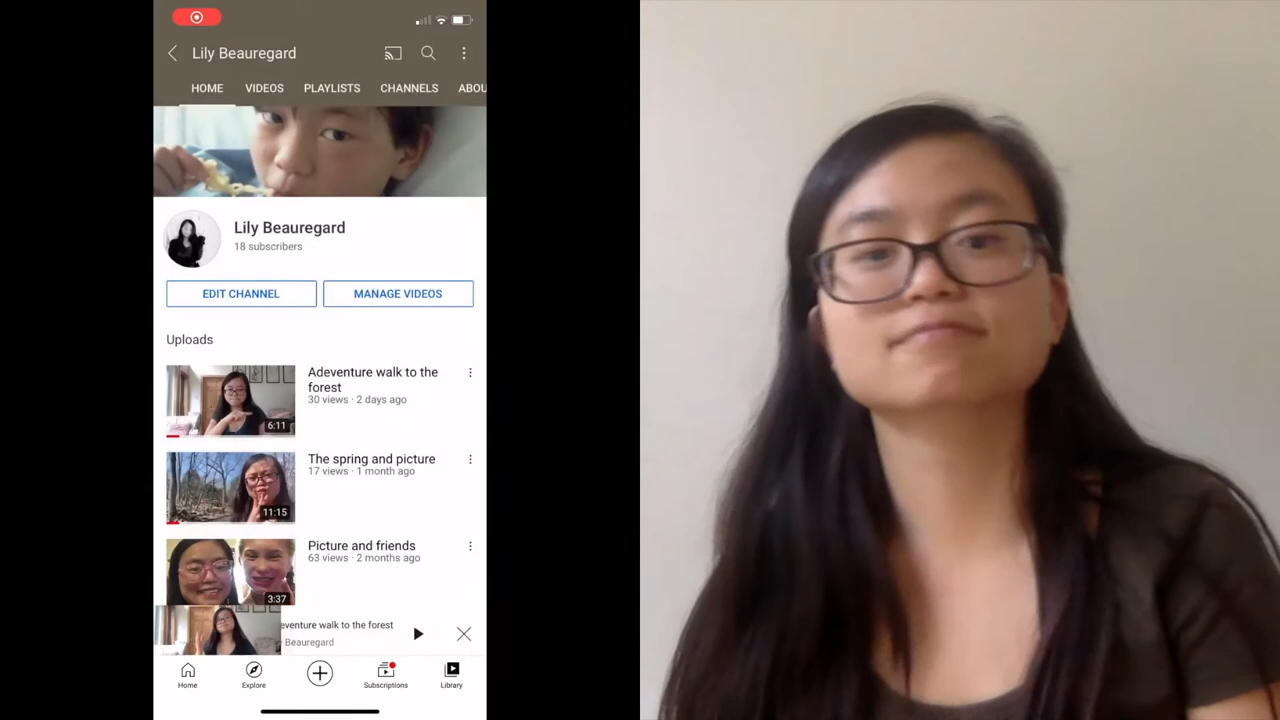 Lily Beauregard
HOME VIDEOS PLAYLISTS CHANNELS ABOU
Lily Beauregard
18 subscribers
EDIT CHANNEL MANAGE VIDEOS
Uploads
Adeventure walk to the
forest
30 views · 2 days ago
6:11
The spring and picture
17 views · 1 month ago
11:15
Picture and friends
63 views · 2 months ago
3:37
eventure walk to the forest
Beauregard
Home Explore Subscriptions Library